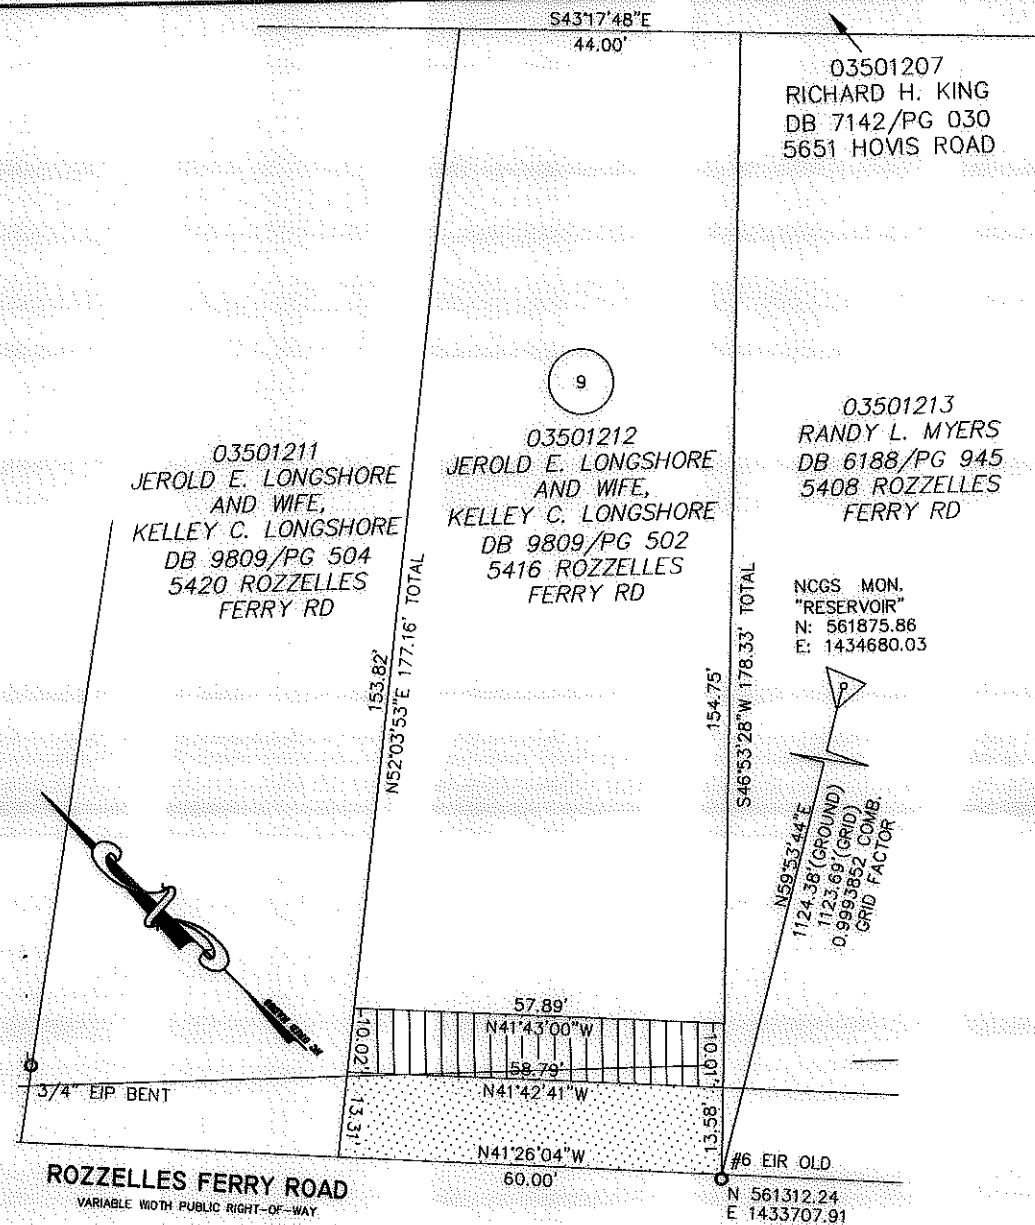 S43°17'48"E
44.00'
03501207
RICHARD H. KING
DB 7142/PG 030
5651 HOVIS ROAD
9
03501211
JEROLD E. LONGSHORE
AND WIFE,
KELLEY C. LONGSHORE
DB 9809/PG 504
5420 ROZZELLES
FERRY RD
03501212
JEROLD E. LONGSHORE
AND WIFE,
KELLEY C. LONGSHORE
DB 9809/PG 502
5416 ROZZELLES
FERRY RD
03501213
RANDY L. MYERS
DB 6188/PG 945
5408 ROZZELLES
FERRY RD
153.82'
N52°03'53"E 177.16' TOTAL
154.75'
S46°53'28"W 178.33' TOTAL
NCGS MON.
"RESERVOIR"
N: 561875.86
E: 1434680.03
N59°53'44"E
1124.38'(GROUND)
1123.69'(GRID)
0.9993852 COMB.
GRID FACTOR
57.89'
N41°43'00"W
10.02'
10.01'
58.79'
N41°42'41"W
3/4" EIP BENT
13.31'
13.58'
N41°26'04"W
60.00'
#6 EIR OLD
N 561312.24
E 1433707.91
ROZZELLES FERRY ROAD
VARIABLE WIDTH PUBLIC RIGHT-OF-WAY